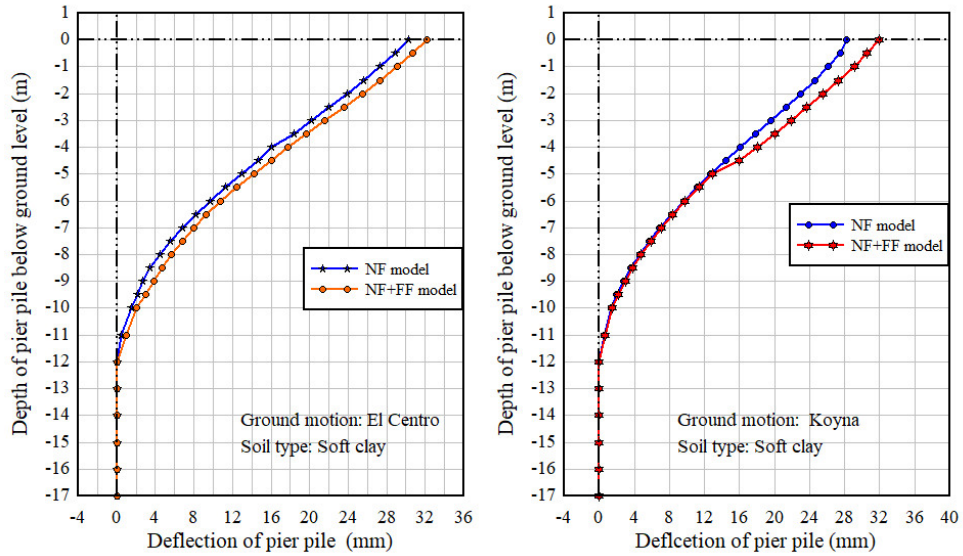 Depth of pier pile below ground level (m)
1
0
-1
-2
-3
-4
-5
-6
-7
-8
-9
-10
-11
-12
-13
-14
-15
-16
-17
NF model
NF+FF model
Ground motion: El Centro
Soil type: Soft clay
-4 0 4 8 12 16 20 24 28 32 36
Deflection of pier pile (mm)
Depth of pier pile below ground level (m)
1
0
-1
-2
-3
-4
-5
-6
-7
-8
-9
-10
-11
-12
-13
-14
-15
-16
-17
NF model
NF+FF model
Ground motion: Koyna
Soil type: Soft clay
-4 0 4 8 12 16 20 24 28 32 36 40
Deflcetion of pier pile (mm)